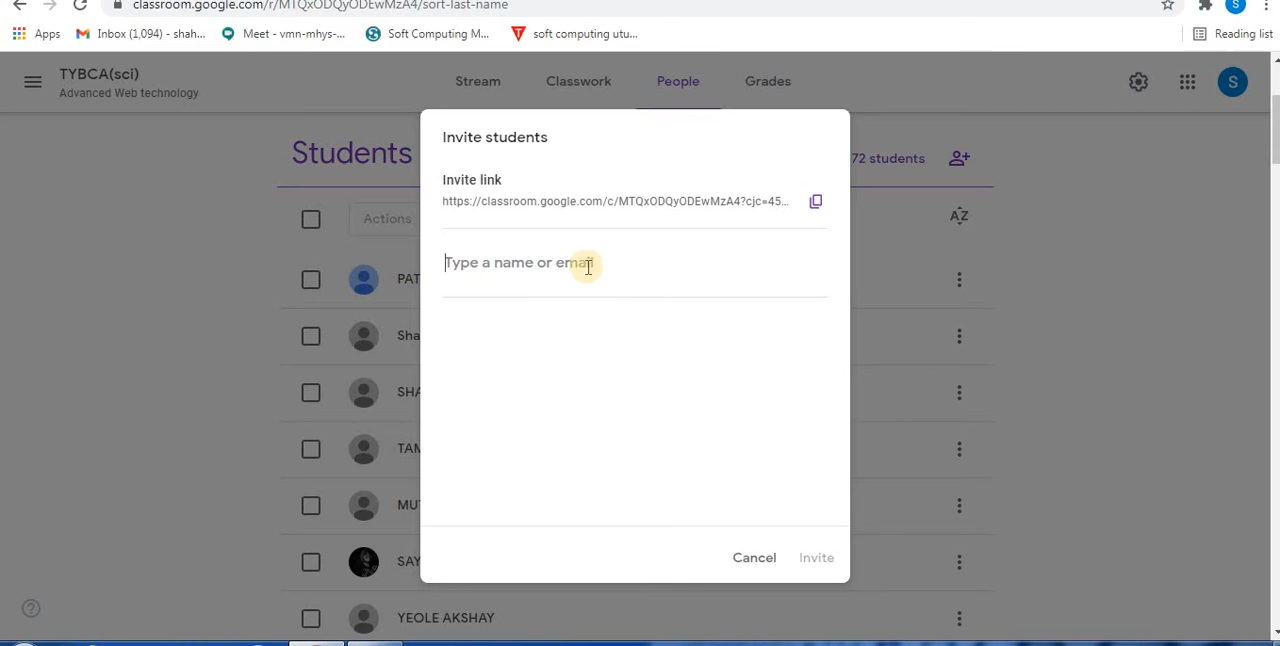 classroom.google.com/r/MTQxODQyODEwMzA4/sort-last-name
Apps Inbox (1,094) - shah... Meet - vmn-mhys-... Soft Computing M... soft computing utu... Reading list
TYBCA(sci)
Advanced Web technology
Stream Classwork People Grades
S
S
Invite students
Students
72 students
Invite link
https://classroom.google.com/c/MTQxODQyODEwMzA4?cjc=45...
Actions
AZ
Type a name or email
PAT
Sha
SHA
TAM
MU
SAY
Cancel Invite
YEOLE AKSHAY